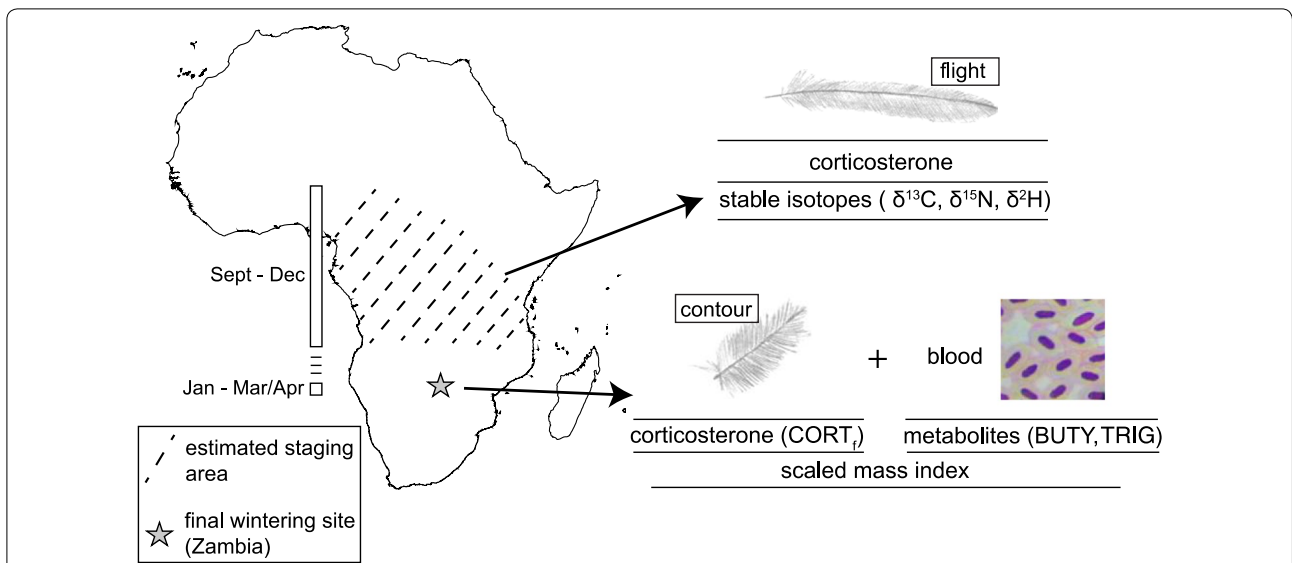 flight
corticosterone
stable isotopes ( δ¹³C, δ¹⁵N, δ²H)
Sept - Dec
Jan - Mar/Apr
contour
+
blood
corticosterone (CORTf)
metabolites (BUTY, TRIG)
scaled mass index
estimated staging
area
final wintering site
(Zambia)